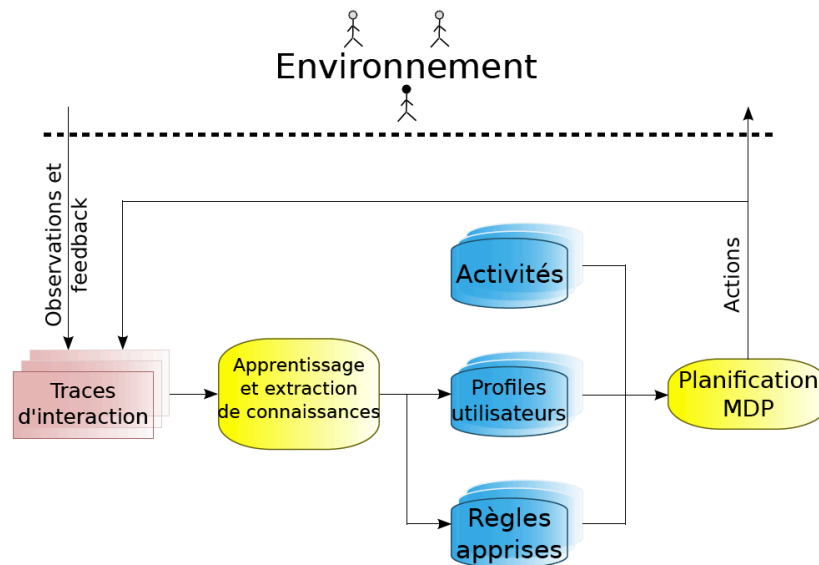 Environnement
Observations et
feedback
Actions
Activités
Traces
d'interaction
Apprentissage
et extraction
de connaissances
Profiles
utilisateurs
Planification
MDP
Règles
apprises